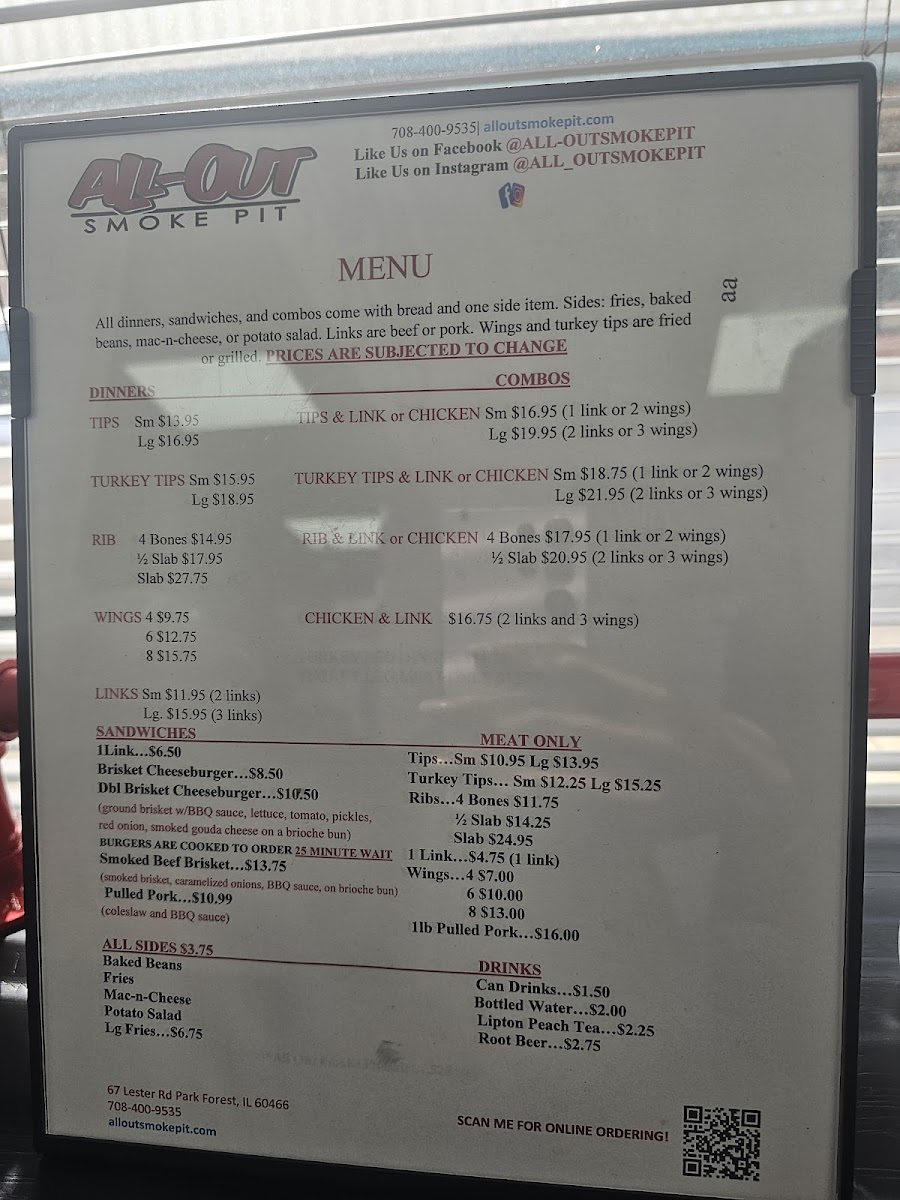 708-400-9535| alloutsmokepit.com
Like Us on Facebook @ALL-OUTSMOKEPIT
Like Us on Instagram @ALL_OUTSMOKEPIT
ALL-OUT
SMOKE PIT
MENU
aa
All dinners, sandwiches, and combos come with bread and one side item. Sides: fries, baked
beans, mac-n-cheese, or potato salad. Links are beef or pork. Wings and turkey tips are fried
or grilled. PRICES ARE SUBJECTED TO CHANGE
DINNERS
TIPS Sm $13.95
Lg $16.95
TURKEY TIPS Sm $15.95
Lg $18.95
RIB 4 Bones $14.95
½ Slab $17.95
Slab $27.75
WINGS 4 $9.75
6 $12.75
8 $15.75
LINKS Sm $11.95 (2 links)
Lg. $15.95 (3 links)
COMBOS
TIPS & LINK or CHICKEN Sm $16.95 (1 link or 2 wings)
Lg $19.95 (2 links or 3 wings)
TURKEY TIPS & LINK or CHICKEN Sm $18.75 (1 link or 2 wings)
Lg $21.95 (2 links or 3 wings)
RIB & LINK or CHICKEN 4 Bones $17.95 (1 link or 2 wings)
½ Slab $20.95 (2 links or 3 wings)
CHICKEN & LINK $16.75 (2 links and 3 wings)
SANDWICHES
1Link…$6.50
Brisket Cheeseburger…$8.50
Dbl Brisket Cheeseburger…$10.50
(ground brisket w/BBQ sauce, lettuce, tomato, pickles,
red onion, smoked gouda cheese on a brioche bun)
BURGERS ARE COOKED TO ORDER 25 MINUTE WAIT
Smoked Beef Brisket…$13.75
(smoked brisket, caramelized onions, BBQ sauce, on brioche bun)
Pulled Pork…$10.99
(coleslaw and BBQ sauce)
MEAT ONLY
Tips…Sm $10.95 Lg $13.95
Turkey Tips… Sm $12.25 Lg $15.25
Ribs…4 Bones $11.75
½ Slab $14.25
Slab $24.95
1 Link…$4.75 (1 link)
Wings…4 $7.00
6 $10.00
8 $13.00
1lb Pulled Pork…$16.00
ALL SIDES $3.75
Baked Beans
Fries
Mac-n-Cheese
Potato Salad
Lg Fries…$6.75
DRINKS
Can Drinks…$1.50
Bottled Water…$2.00
Lipton Peach Tea…$2.25
Root Beer…$2.75
67 Lester Rd Park Forest, IL 60466
708-400-9535
alloutsmokepit.com
SCAN ME FOR ONLINE ORDERING!